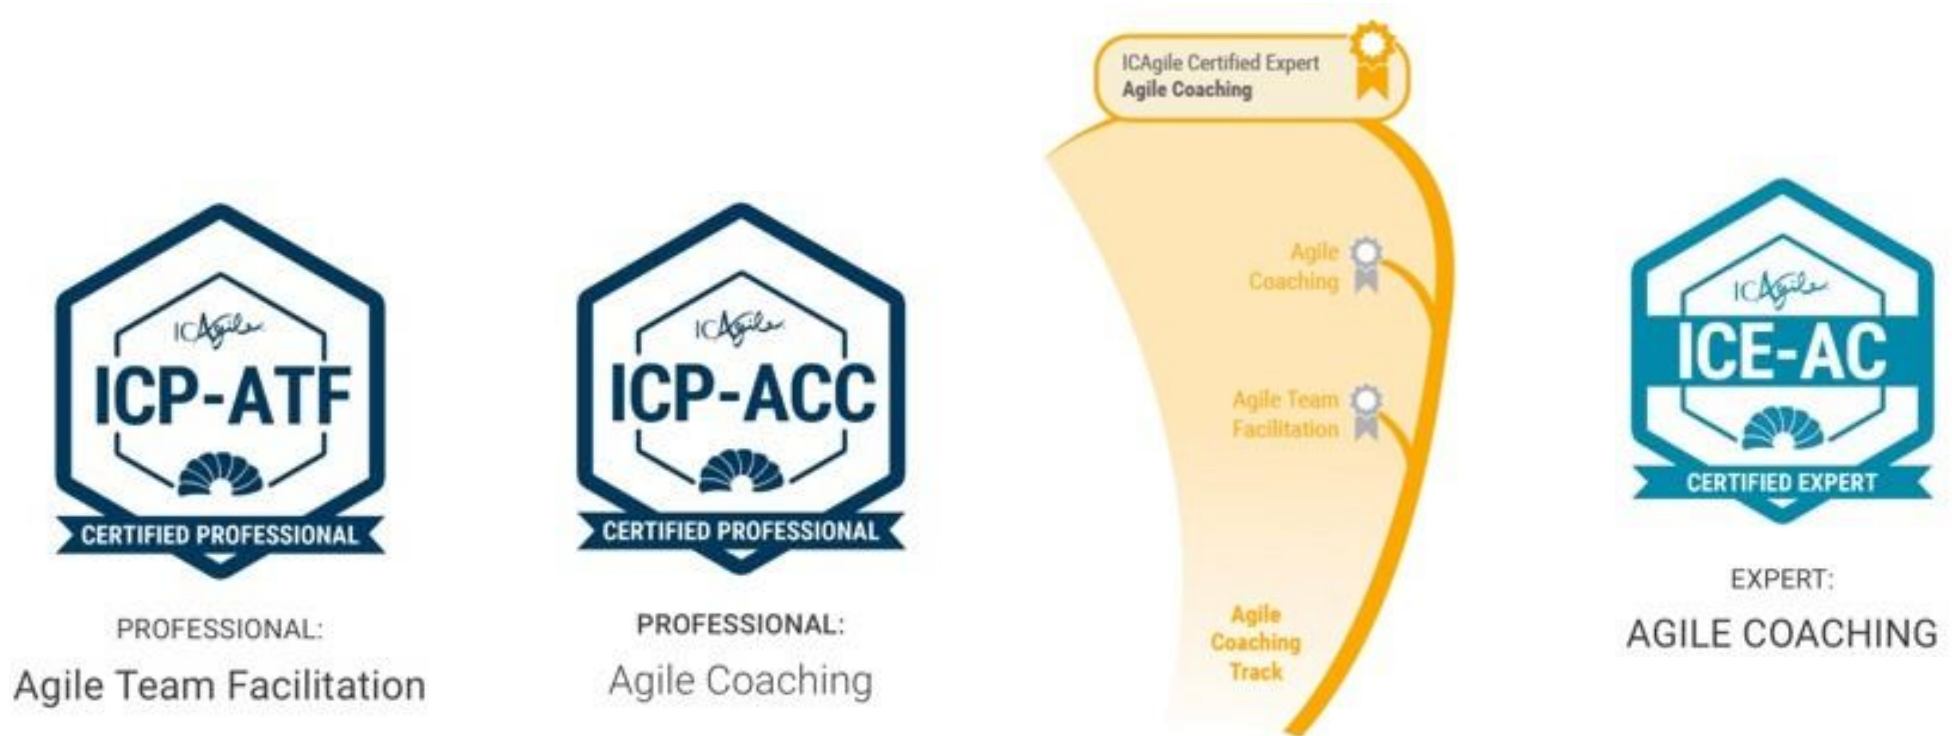 ICAgile
ICP-ATF
CERTIFIED PROFESSIONAL
PROFESSIONAL:
Agile Team Facilitation
ICAgile
ICP-ACC
CERTIFIED PROFESSIONAL
PROFESSIONAL:
Agile Coaching
ICAgile Certified Expert
Agile Coaching
Agile
Coaching
Agile Team
Facilitation
Agile
Coaching
Track
ICAgile
ICE-AC
CERTIFIED EXPERT
EXPERT:
AGILE COACHING